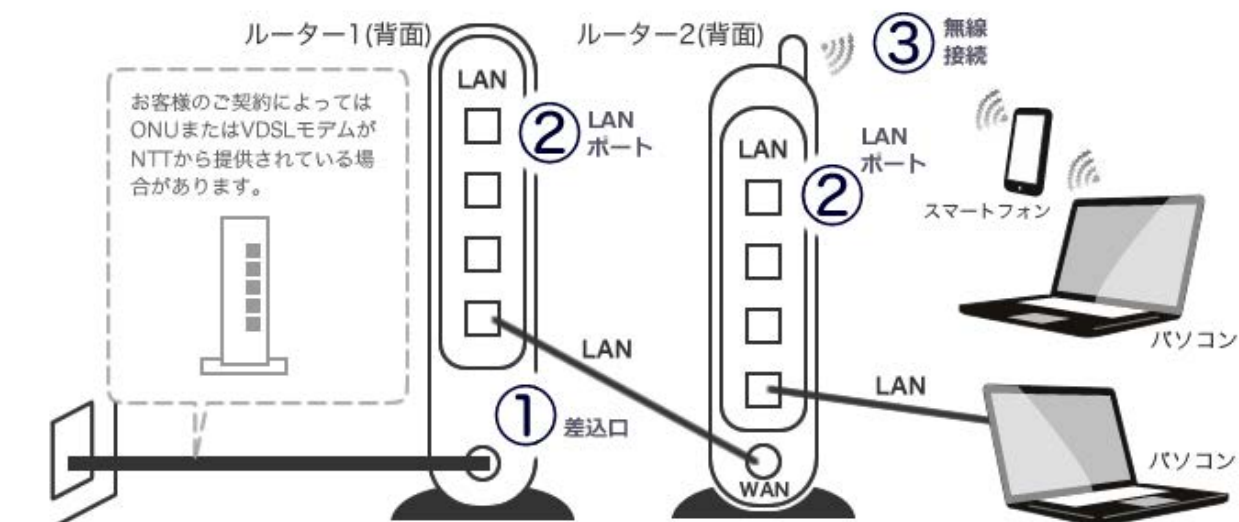 ルーター1(背面)
ルーター2(背面)
③
無線
接続
お客様のご契約によっては
ONUまたはVDSLモデムが
NTTから提供されている場
合があります。
LAN
②
LAN
ポート
LAN
②
LAN
ポート
スマートフォン
パソコン
LAN
LAN
①
差込口
WAN
パソコン